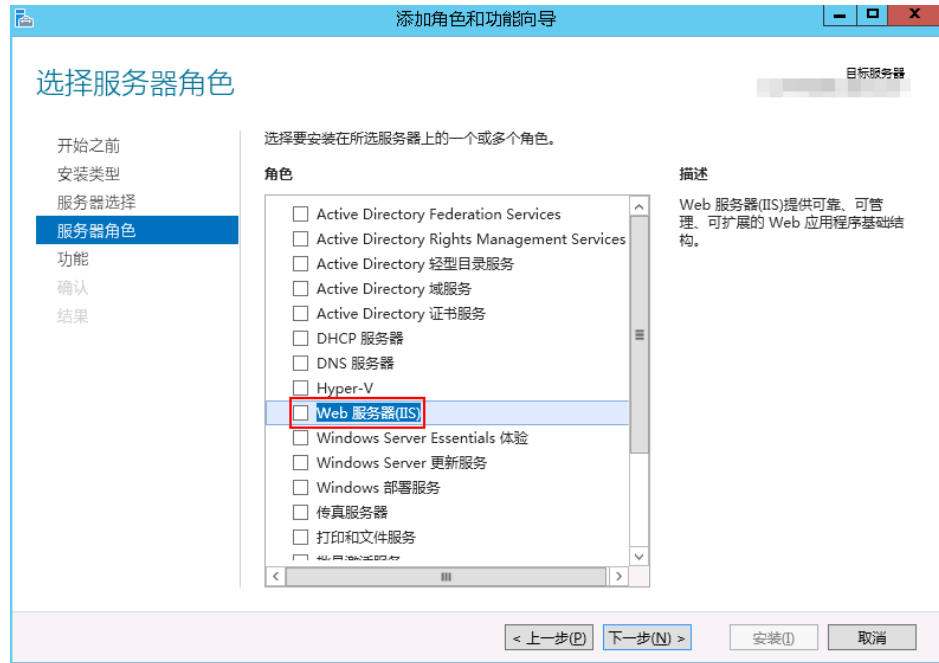 添加角色和功能向导
选择服务器角色
目标服务器
开始之前
安装类型
服务器选择
服务器角色
功能
确认
结果
选择要安装在所选服务器上的一个或多个角色。
角色
Active Directory Federation Services
Active Directory Rights Management Services
Active Directory 轻型目录服务
Active Directory 域服务
Active Directory 证书服务
DHCP 服务器
DNS 服务器
Hyper-V
Web 服务器(IIS)
Windows Server Essentials 体验
Windows Server 更新服务
Windows 部署服务
传真服务器
打印和文件服务
描述
Web 服务器(IIS)提供可靠、可管
理、可扩展的 Web 应用程序基础结
构。
< 上一步(P)
下一步(N) >
安装(I)
取消